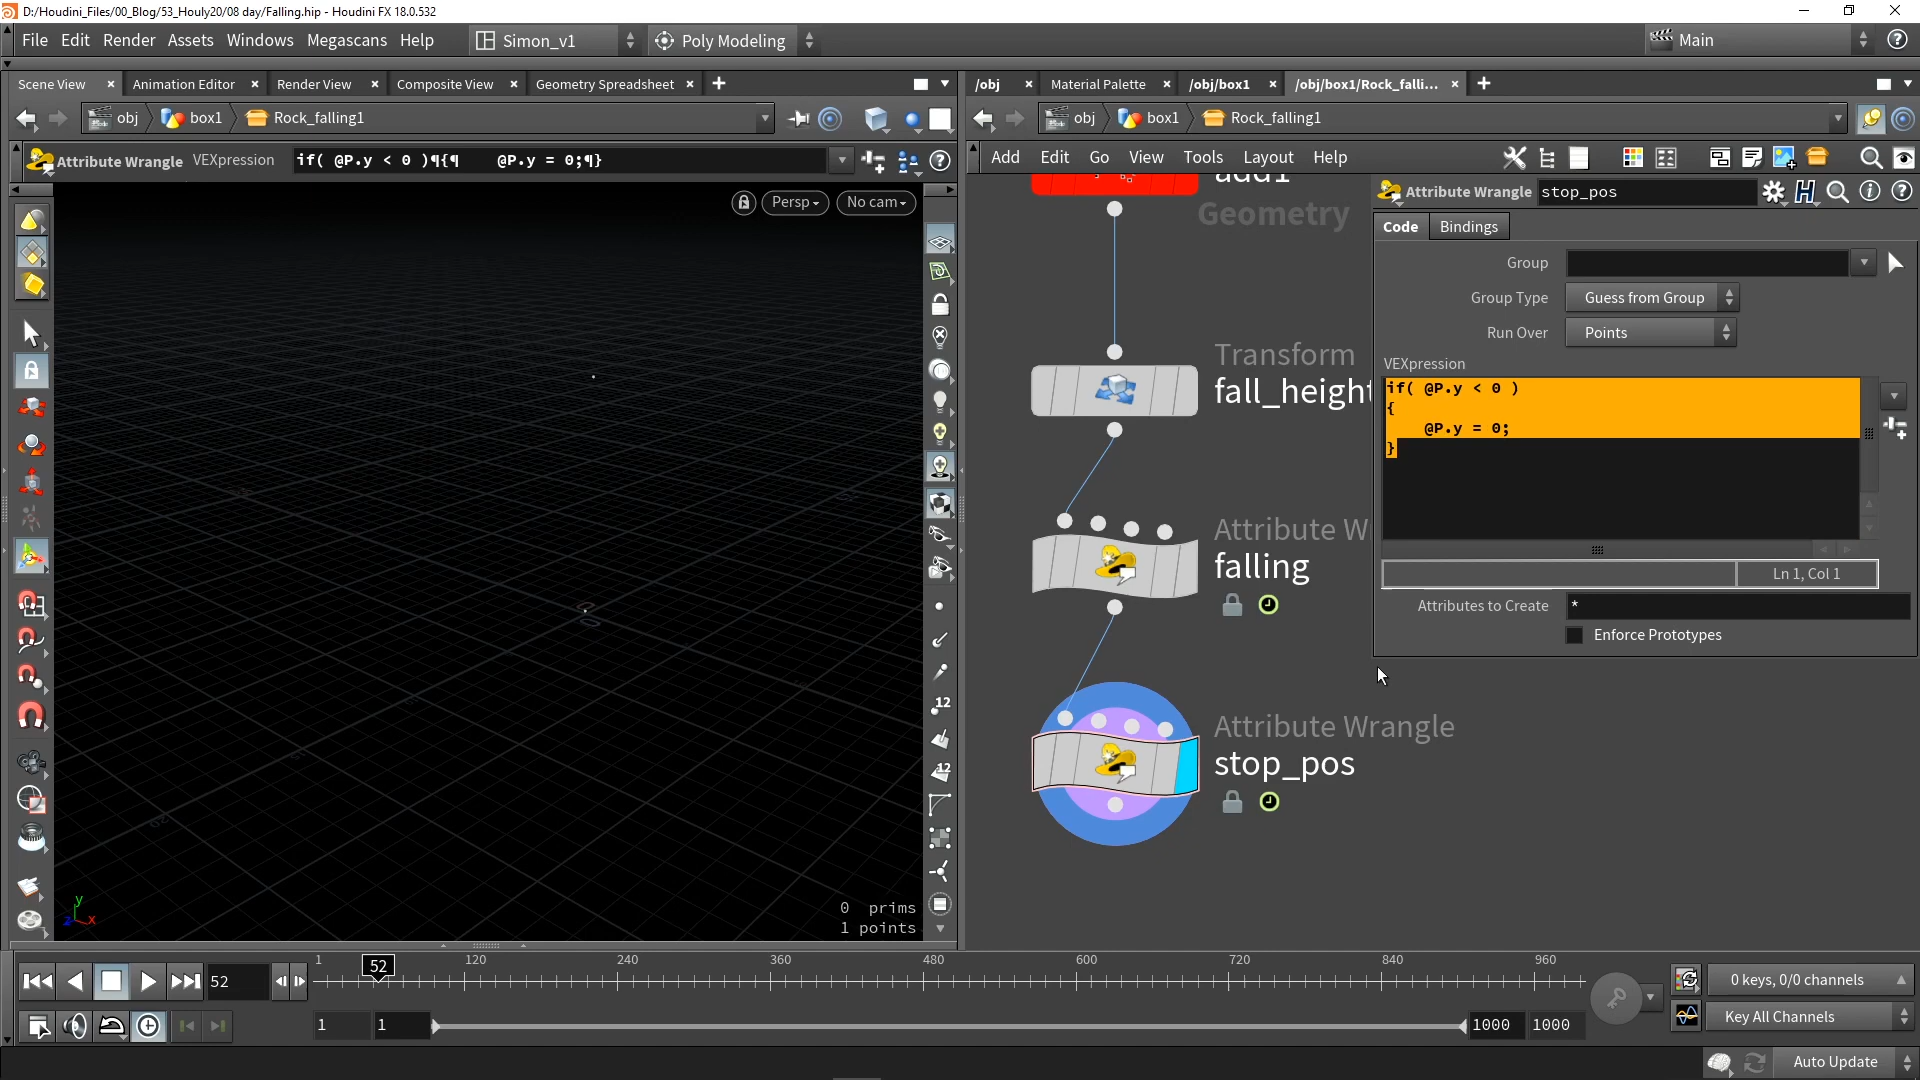 D:/Houdini_Files/00_Blog/53_Houly20/08 day/Falling.hip - Houdini FX 18.0.532
File Edit Render Assets Windows Megascans Help
Simon_v1
Poly Modeling
Main
Scene View
Animation Editor
Render View
Composite View
Geometry Spreadsheet
/obj
Material Palette
/obj/box1
/obj/box1/Rock_falli...
obj
box1
Rock_falling1
obj
box1
Rock_falling1
Attribute Wrangle VEXpression
if( @P.y < 0 )¶{¶    @P.y = 0;¶}
Add Edit Go View Tools Layout Help
Persp
No cam
add1
Geometry
Transform
fall_height
Attribute W
falling
Attribute Wrangle
stop_pos
Attribute Wrangle
stop_pos
Code
Bindings
Group
Group Type
Guess from Group
Run Over
Points
VEXpression
if( @P.y < 0 )
{
    @P.y = 0;
}
Ln 1, Col 1
Attributes to Create
*
Enforce Prototypes
12
12
y
z x
0 prims
1 points
1 52 120 240 360 480 600 720 840 960
52
0 keys, 0/0 channels
1
1
1000
1000
Key All Channels
Auto Update